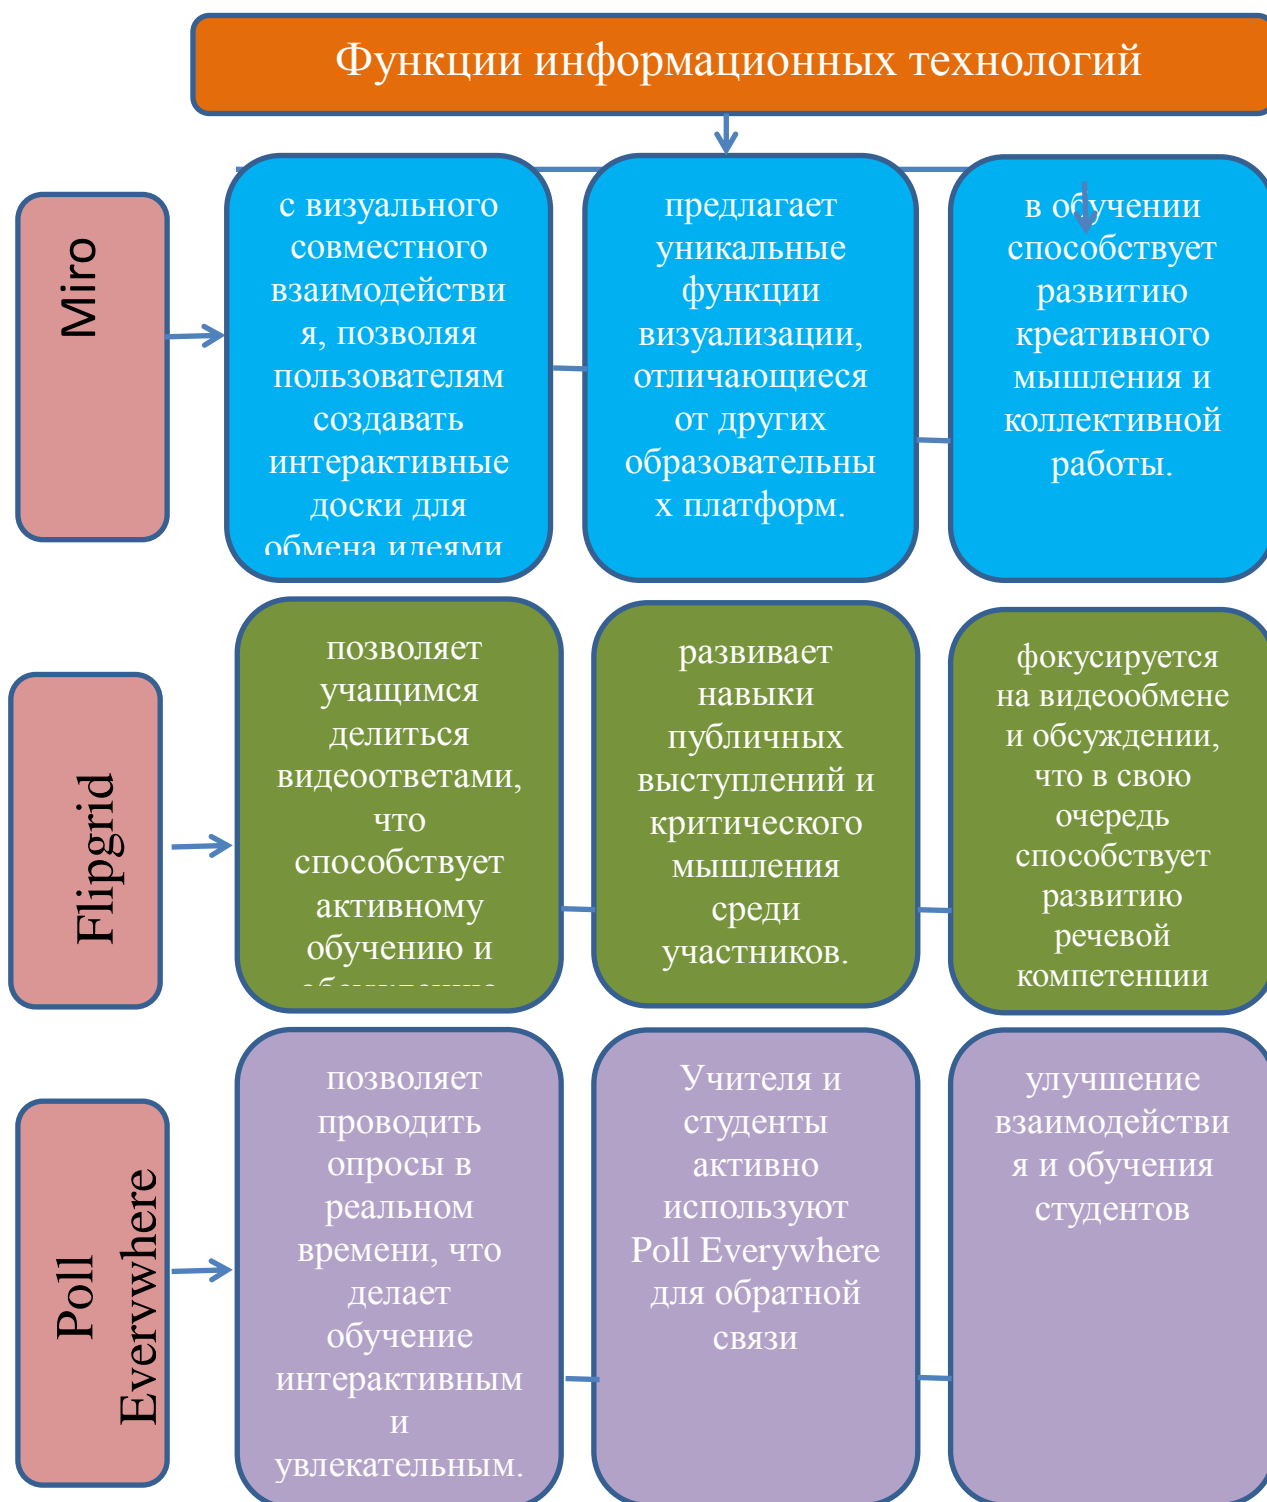 Функции информационных технологий
Miro
с визуального
совместного
взаимодействи
я, позволяя
пользователям
создавать
интерактивные
доски для
обмена идеями
предлагает
уникальные
функции
визуализации,
отличающиеся
от других
образовательны
х платформ.
в обучении
способствует
развитию
креативного
мышления и
коллективной
работы.
Flipgrid
позволяет
учащимся
делиться
видеоответами,
что
способствует
активному
обучению и
развивает
навыки
публичных
выступлений и
критического
мышления
среди
участников.
фокусируется
на видеообмене
и обсуждении,
что в свою
очередь
способствует
развитию
речевой
компетенции
Poll
Everywhere
позволяет
проводить
опросы в
реальном
времени, что
делает
обучение
интерактивным
и
увлекательным.
Учителя и
студенты
активно
используют
Poll Everywhere
для обратной
связи
улучшение
взаимодействи
я и обучения
студентов